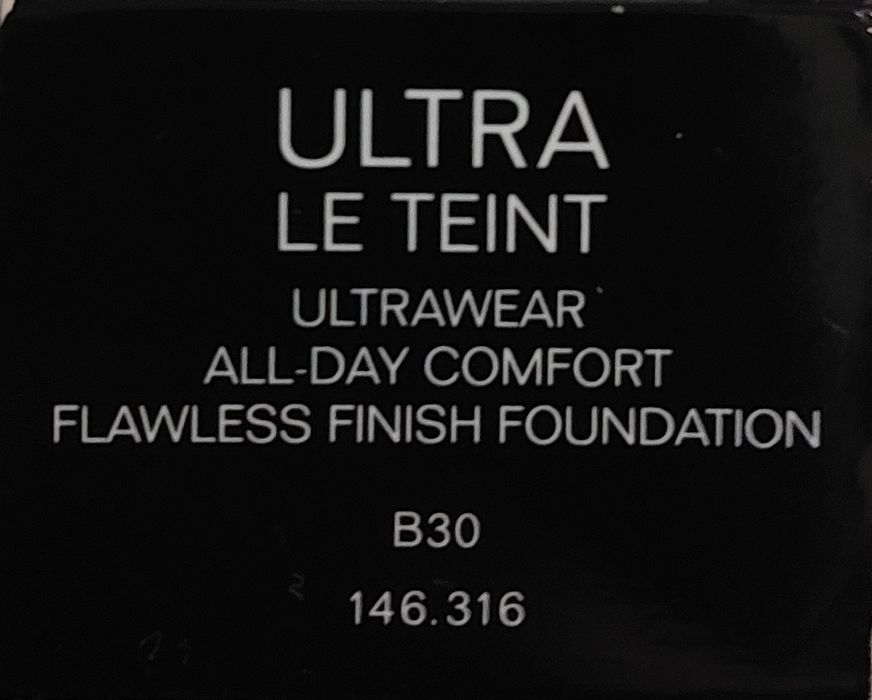 ULTRA
LE TEINT
ULTRAWEAR
ALL-DAY COMFORT
FLAWLESS FINISH FOUNDATION
B30
146.316